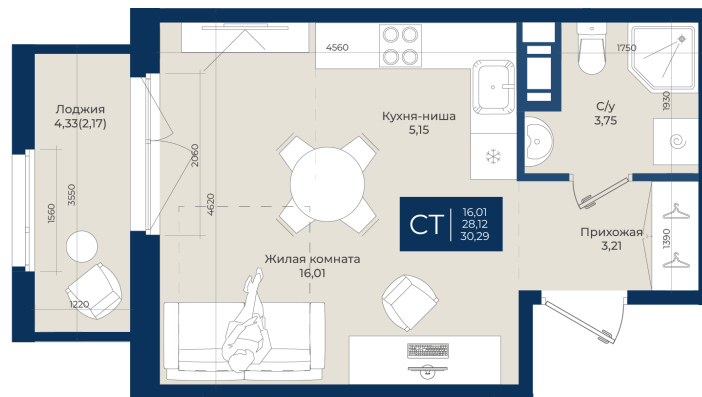 4560
1750
Лоджия
4,33(2,17)
Кухня-ниша
5,15
С/у
3,75
1930
2060
4620
3550
1560
СТ
16,01
28,12
30,29
Прихожая
3,21
1390
Жилая комната
16,01
1220